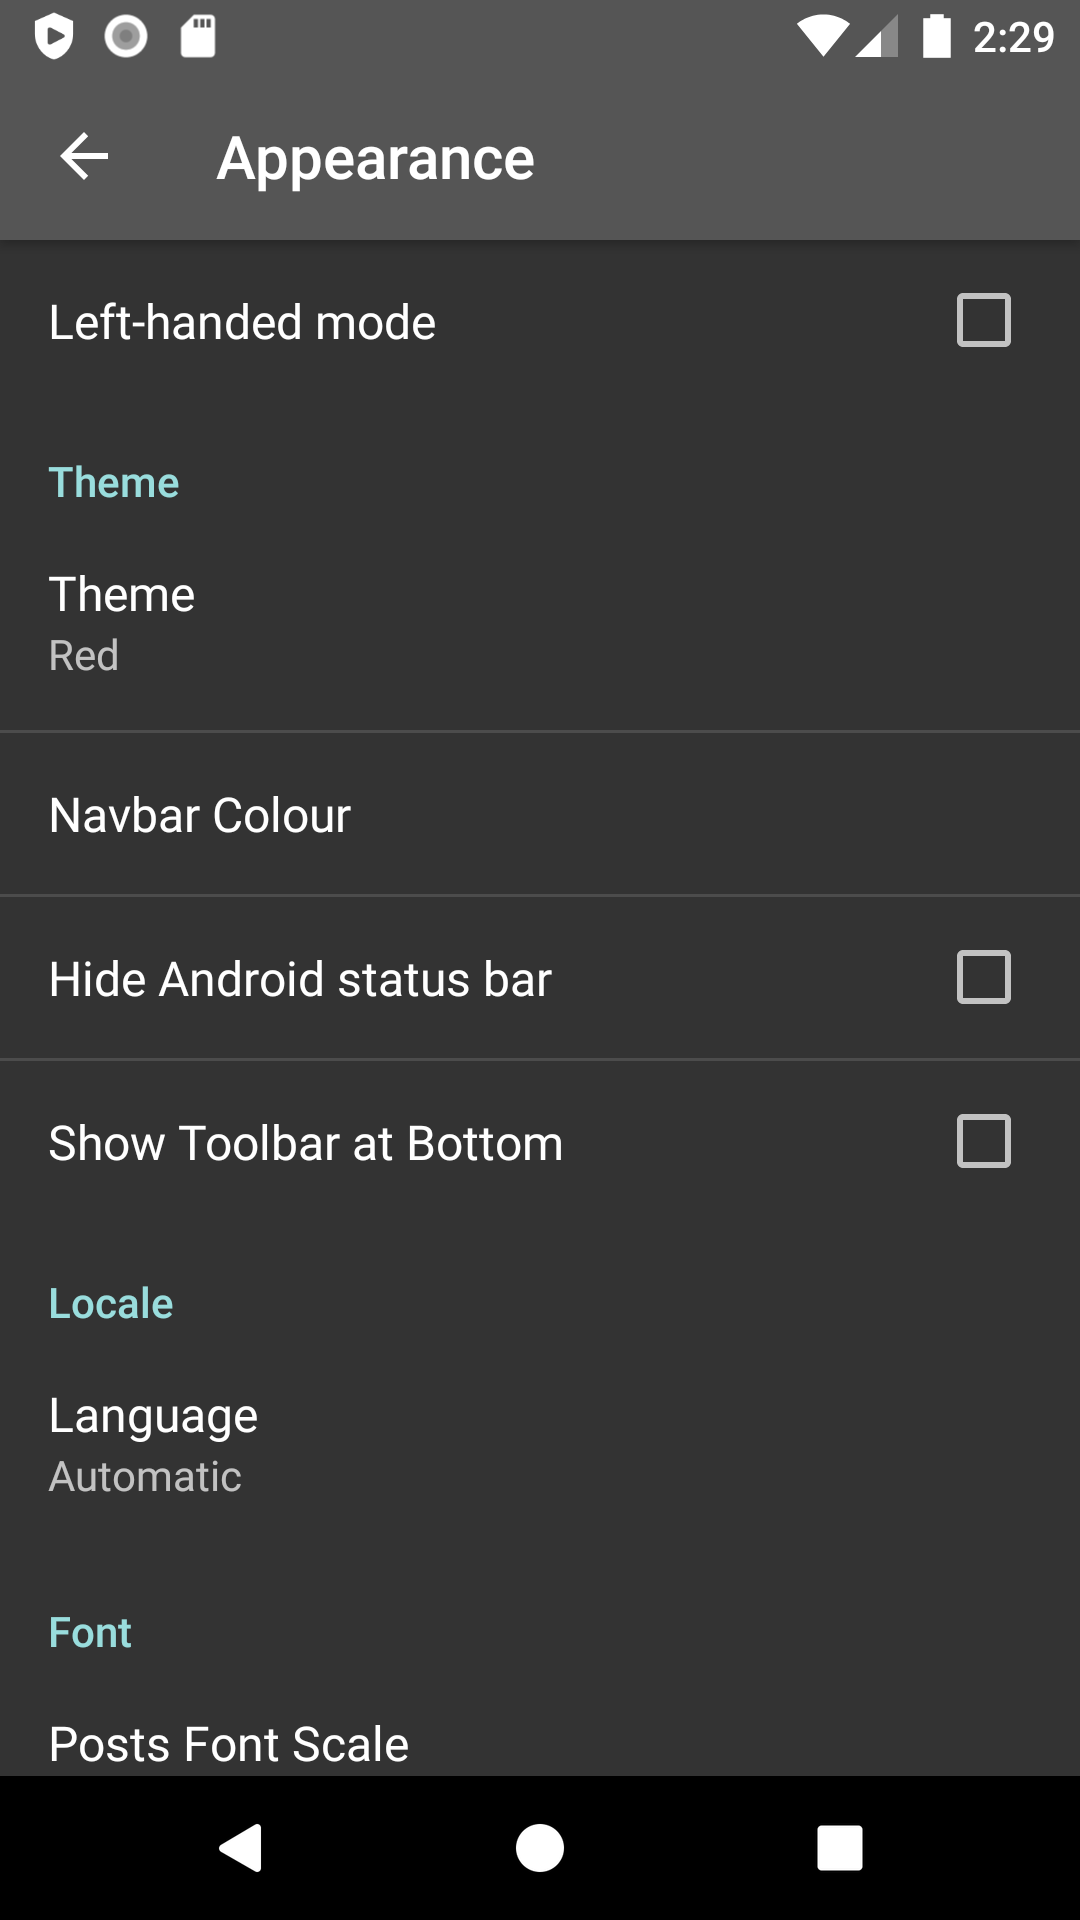 2:29
Appearance
Left-handed mode
Theme
Theme
Red
Navbar Colour
Hide Android status bar
Show Toolbar at Bottom
Locale
Language
Automatic
Font
Posts Font Scale